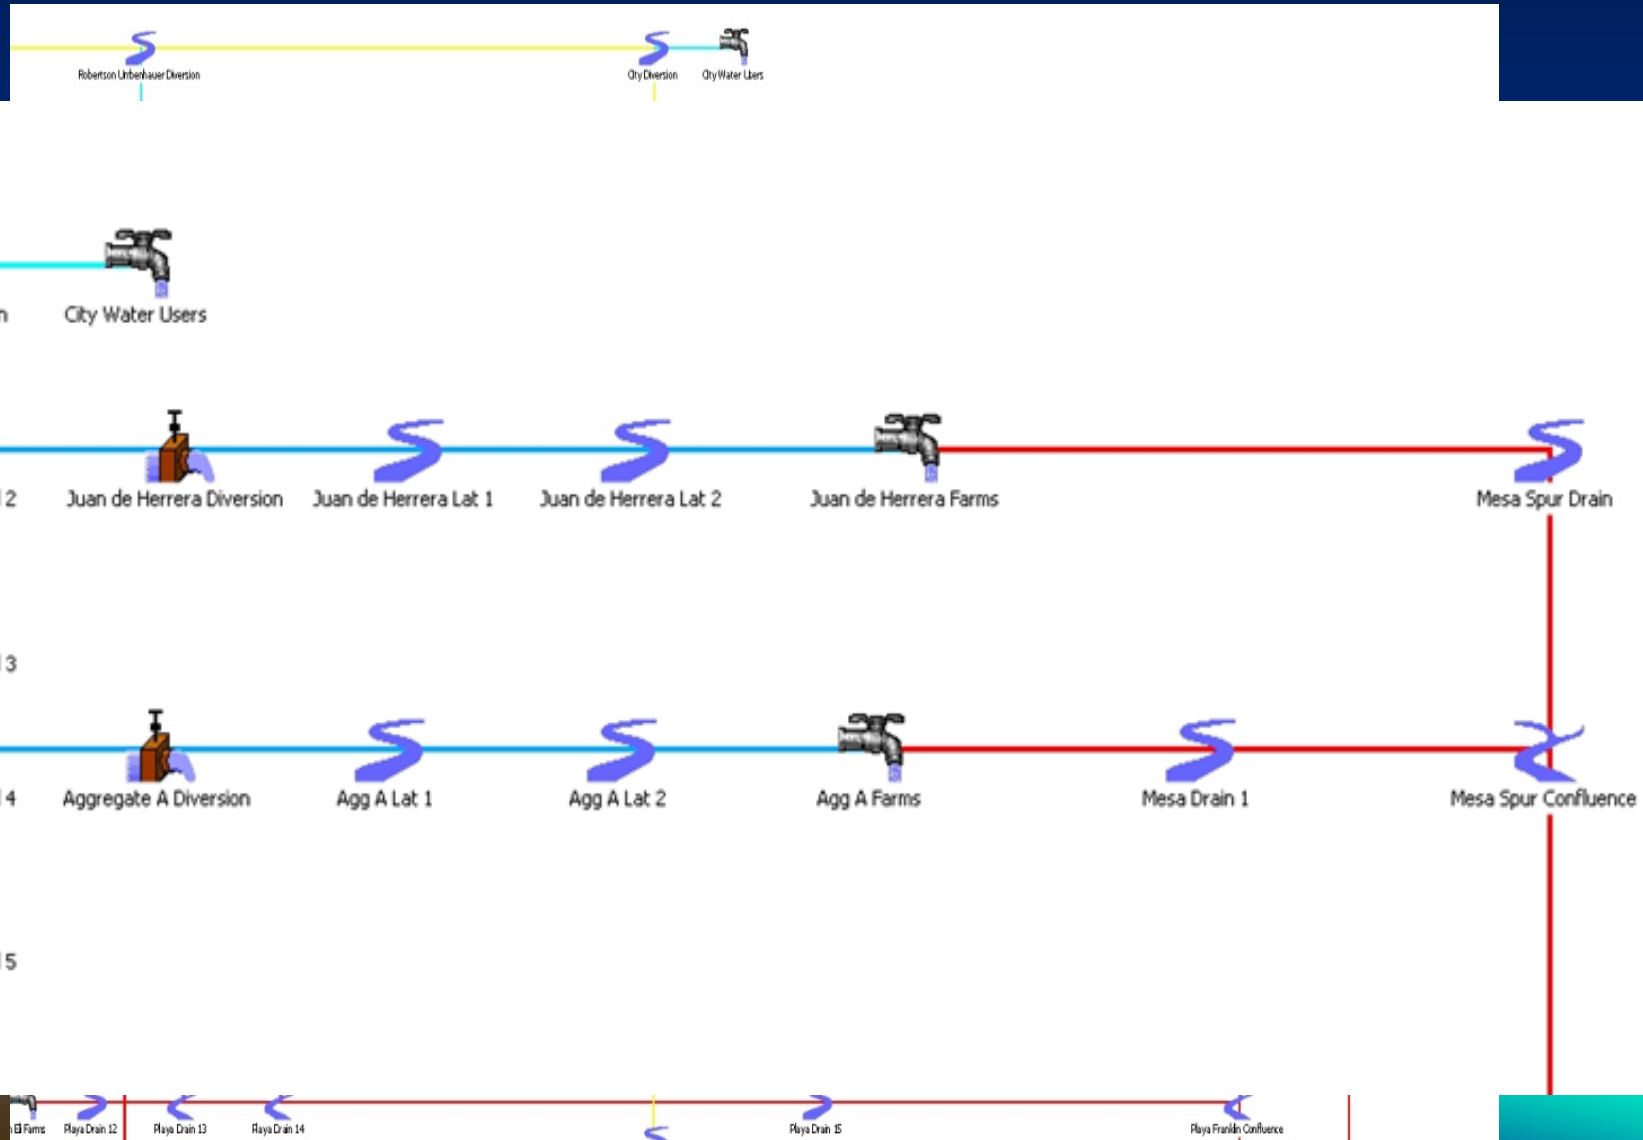 Robertson Umbenhauer Diversion
City Diversion
City Water Users
City Water Users
2
Juan de Herrera Diversion
Juan de Herrera Lat 1
Juan de Herrera Lat 2
Juan de Herrera Farms
Mesa Spur Drain
3
4
Aggregate A Diversion
Agg A Lat 1
Agg A Lat 2
Agg A Farms
Mesa Drain 1
Mesa Spur Confluence
5
Farms
Playa Drain 12
Playa Drain 13
Playa Drain 14
Playa Drain 15
Playa Franklin Confluence